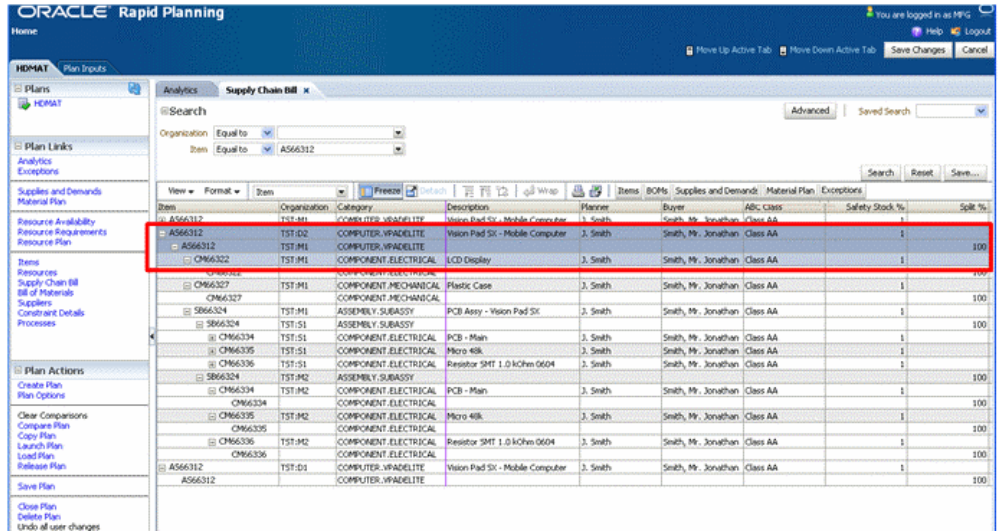 ORACLE Rapid Planning
You are logged in as MFG
Home
Help Logout
Move Up Active Tab Move Down Active Tab Save Changes Cancel
HDMAT Plan Inputs
Plans
HDMAT
Plan Links
Analytics
Exceptions
Supplies and Demands
Material Plan
Resource Availability
Resource Requirements
Resource Plan
Items
Resources
Supply Chain Bill
Bill of Materials
Suppliers
Constraint Details
Processes
Plan Actions
Create Plan
Plan Options
Clear Comparisons
Compare Plan
Copy Plan
Launch Plan
Load Plan
Release Plan
Save Plan
Close Plan
Delete Plan
Undo all user changes
Analytics Supply Chain Bill
Search
Advanced Saved Search
Organization Equal to
Item Equal to AS66312
Search Reset Save...
View Format Item Freeze Detach Wrap Items BOMs Supplies and Demands Material Plan Exceptions
Item Organization Category Description Planner Buyer ABC Class Safety Stock % Split %
AS66312 TST:M1 COMPUTER.VPADELITE Vision Pad SX - Mobile Computer J. Smith Smith, Mr. Jonathan Class AA 1
AS66312 TST:D2 COMPUTER.VPADELITE Vision Pad SX - Mobile Computer J. Smith Smith, Mr. Jonathan Class AA 1
AS66312 TST:M1 COMPUTER.VPADELITE 100
CM66322 TST:M1 COMPONENT.ELECTRICAL LCD Display J. Smith Smith, Mr. Jonathan Class AA 1
CM66322 COMPONENT.ELECTRICAL 100
CM66327 TST:M1 COMPONENT.MECHANICAL Plastic Case J. Smith Smith, Mr. Jonathan Class AA 1
CM66327 COMPONENT.MECHANICAL 100
SB66324 TST:M1 ASSEMBLY.SUBASSY PCB Assy - Vision Pad SX J. Smith Smith, Mr. Jonathan Class AA 1
SB66324 TST:S1 ASSEMBLY.SUBASSY 100
CM66334 TST:S1 COMPONENT.ELECTRICAL PCB - Main J. Smith Smith, Mr. Jonathan Class AA 1
CM66335 TST:S1 COMPONENT.ELECTRICAL Micro 48k J. Smith Smith, Mr. Jonathan Class AA 1
CM66336 TST:S1 COMPONENT.ELECTRICAL Resistor SMT 1.0 kOhm 0604 J. Smith Smith, Mr. Jonathan Class AA 1
SB66324 TST:M2 ASSEMBLY.SUBASSY 100
CM66334 TST:M2 COMPONENT.ELECTRICAL PCB - Main J. Smith Smith, Mr. Jonathan Class AA 1
CM66334 COMPONENT.ELECTRICAL 100
CM66335 TST:M2 COMPONENT.ELECTRICAL Micro 48k J. Smith Smith, Mr. Jonathan Class AA 1
CM66335 COMPONENT.ELECTRICAL 100
CM66336 TST:M2 COMPONENT.ELECTRICAL Resistor SMT 1.0 kOhm 0604 J. Smith Smith, Mr. Jonathan Class AA 1
CM66336 COMPONENT.ELECTRICAL 100
AS66312 TST:D1 COMPUTER.VPADELITE Vision Pad SX - Mobile Computer J. Smith Smith, Mr. Jonathan Class AA 1
AS66312 COMPUTER.VPADELITE 100